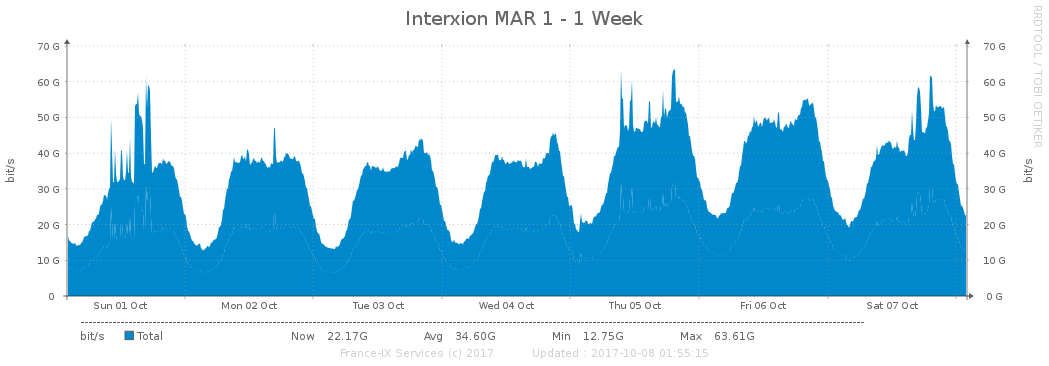 Interxion MAR 1 - 1 Week
RRDTOOL / TOBI OETIKER
bit/s
70 G 70 G
60 G 60 G
50 G 50 G
40 G 40 G
30 G 30 G
20 G 20 G
10 G 10 G
0 0 G
bit/s
Sun 01 Oct Mon 02 Oct Tue 03 Oct Wed 04 Oct Thu 05 Oct Fri 06 Oct Sat 07 Oct
bit/s Total Now 22.17G Avg 34.60G Min 12.75G Max 63.61G
France-IX Services (c) 2017 Updated : 2017-10-08 01:55:15